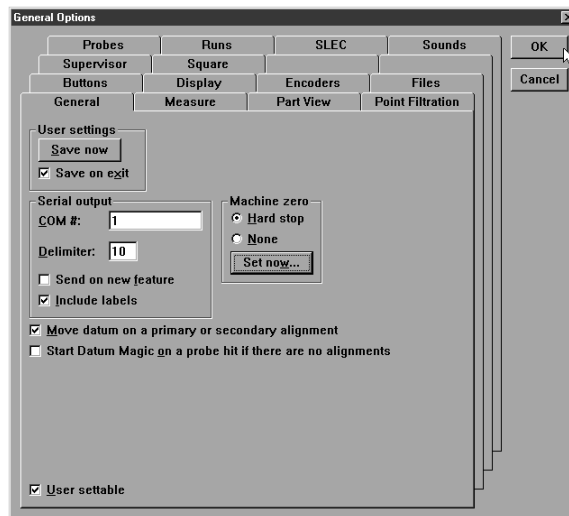 General Options
Probes Runs SLEC Sounds
OK
Supervisor Square
Buttons Display Encoders Files
Cancel
General Measure Part View Point Filtration
User settings
Save now
Save on exit
Serial output
COM #: 1
Delimiter: 10
Send on new feature
Include labels
Machine zero
Hard stop
None
Set now...
Move datum on a primary or secondary alignment
Start Datum Magic on a probe hit if there are no alignments
User settable